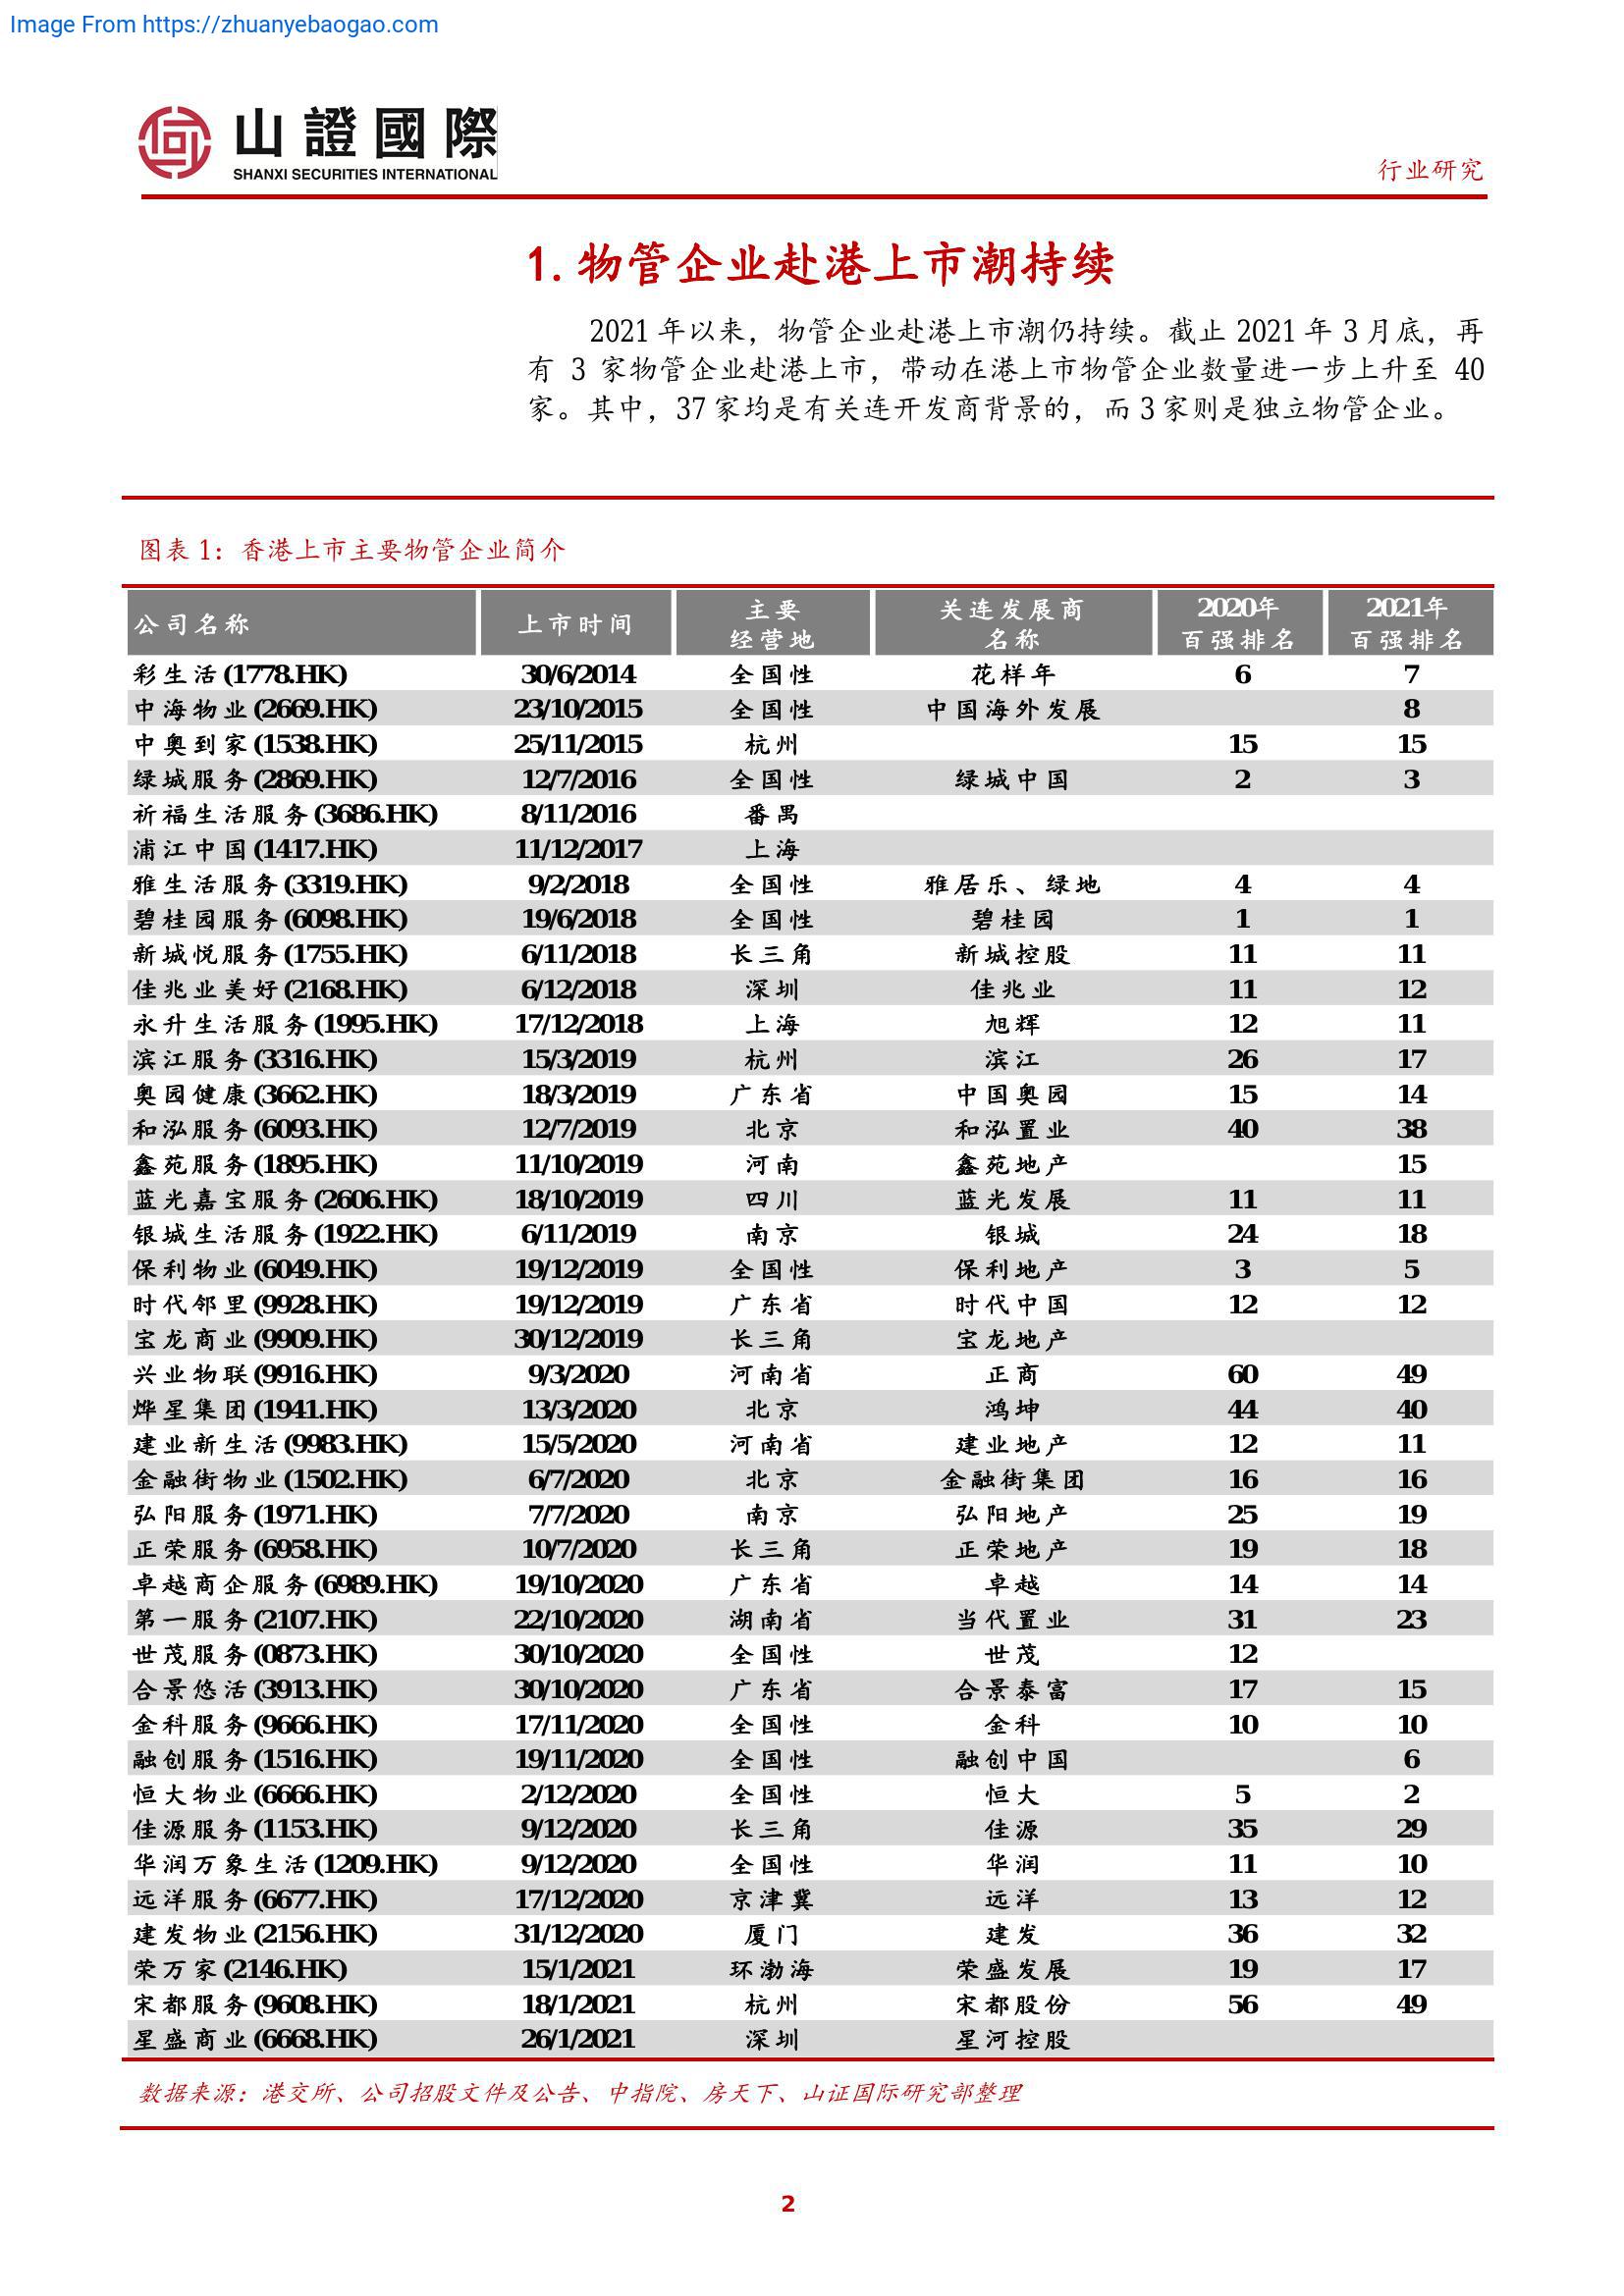 Image From https://zhuanyebaogao.com
山證國際
SHANXI SECURITIES INTERNATIONAL
行业研究
1.物管企业赴港上市潮持续
2021 年以来，物管企业赴港上市潮仍持续。截止 2021 年 3 月底，再
有 3 家物管企业赴港上市，带动在港上市物管企业数量进一步上升至 40
家。其中，37 家均是有关连开发商背景的，而 3 家则是独立物管企业。
图表 1：香港上市主要物管企业简介
公司名称 上市时间 主要经营地 关连发展商名称 2020年百强排名 2021年百强排名
彩生活(1778.HK) 30/6/2014 全国性 花样年 6 7
中海物业(2669.HK) 23/10/2015 全国性 中国海外发展 8
中奥到家(1538.HK) 25/11/2015 杭州 15 15
绿城服务(2869.HK) 12/7/2016 全国性 绿城中国 2 3
祈福生活服务(3686.HK) 8/11/2016 番禺
浦江中国(1417.HK) 11/12/2017 上海
雅生活服务(3319.HK) 9/2/2018 全国性 雅居乐、绿地 4 4
碧桂园服务(6098.HK) 19/6/2018 全国性 碧桂园 1 1
新城悦服务(1755.HK) 6/11/2018 长三角 新城控股 11 11
佳兆业美好(2168.HK) 6/12/2018 深圳 佳兆业 11 12
永升生活服务(1995.HK) 17/12/2018 上海 旭辉 12 11
滨江服务(3316.HK) 15/3/2019 杭州 滨江 26 17
奥园健康(3662.HK) 18/3/2019 广东省 中国奥园 15 14
和泓服务(6093.HK) 12/7/2019 北京 和泓置业 40 38
鑫苑服务(1895.HK) 11/10/2019 河南 鑫苑地产 15
蓝光嘉宝服务(2606.HK) 18/10/2019 四川 蓝光发展 11 11
银城生活服务(1922.HK) 6/11/2019 南京 银城 24 18
保利物业(6049.HK) 19/12/2019 全国性 保利地产 3 5
时代邻里(9928.HK) 19/12/2019 广东省 时代中国 12 12
宝龙商业(9909.HK) 30/12/2019 长三角 宝龙地产
兴业物联(9916.HK) 9/3/2020 河南省 正商 60 49
烨星集团(1941.HK) 13/3/2020 北京 鸿坤 44 40
建业新生活(9983.HK) 15/5/2020 河南省 建业地产 12 11
金融街物业(1502.HK) 6/7/2020 北京 金融街集团 16 16
弘阳服务(1971.HK) 7/7/2020 南京 弘阳地产 25 19
正荣服务(6958.HK) 10/7/2020 长三角 正荣地产 19 18
卓越商企服务(6989.HK) 19/10/2020 广东省 卓越 14 14
第一服务(2107.HK) 22/10/2020 湖南省 当代置业 31 23
世茂服务(0873.HK) 30/10/2020 全国性 世茂 12
合景悠活(3913.HK) 30/10/2020 广东省 合景泰富 17 15
金科服务(9666.HK) 17/11/2020 全国性 金科 10 10
融创服务(1516.HK) 19/11/2020 全国性 融创中国 6
恒大物业(6666.HK) 2/12/2020 全国性 恒大 5 2
佳源服务(1153.HK) 9/12/2020 长三角 佳源 35 29
华润万象生活(1209.HK) 9/12/2020 全国性 华润 11 10
远洋服务(6677.HK) 17/12/2020 京津冀 远洋 13 12
建发物业(2156.HK) 31/12/2020 厦门 建发 36 32
荣万家(2146.HK) 15/1/2021 环渤海 荣盛发展 19 17
宋都服务(9608.HK) 18/1/2021 杭州 宋都股份 56 49
星盛商业(6668.HK) 26/1/2021 深圳 星河控股
数据来源：港交所、公司招股文件及公告、中指院、房天下、山证国际研究部整理
2